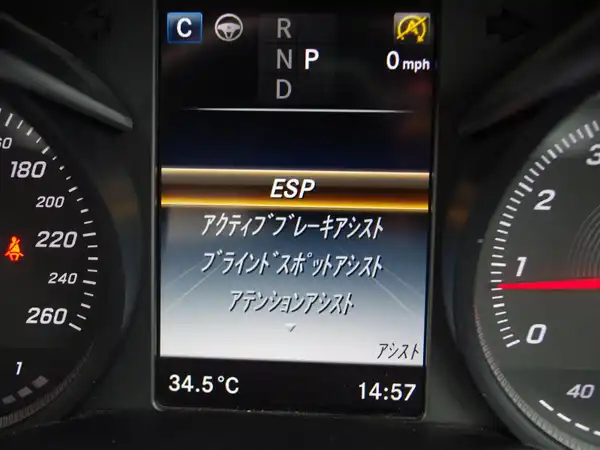 C
R
N P
D
0 mph
ESP
アクティブブレーキアシスト
ブラインドスポットアシスト
アテンションアシスト
アシスト
34.5°C
14:57
180
200
220
240
260
1
3
2
1
0
40